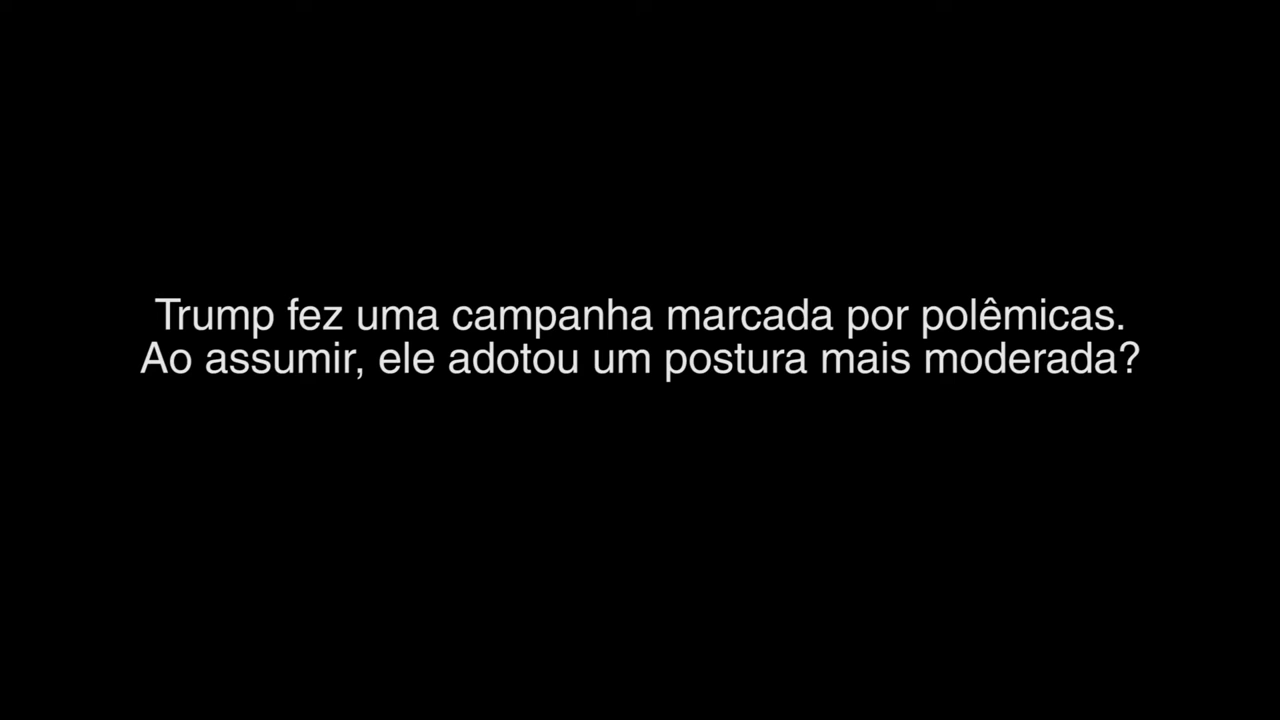 Trump fez uma campanha marcada por polêmicas.
Ao assumir, ele adotou um postura mais moderada?